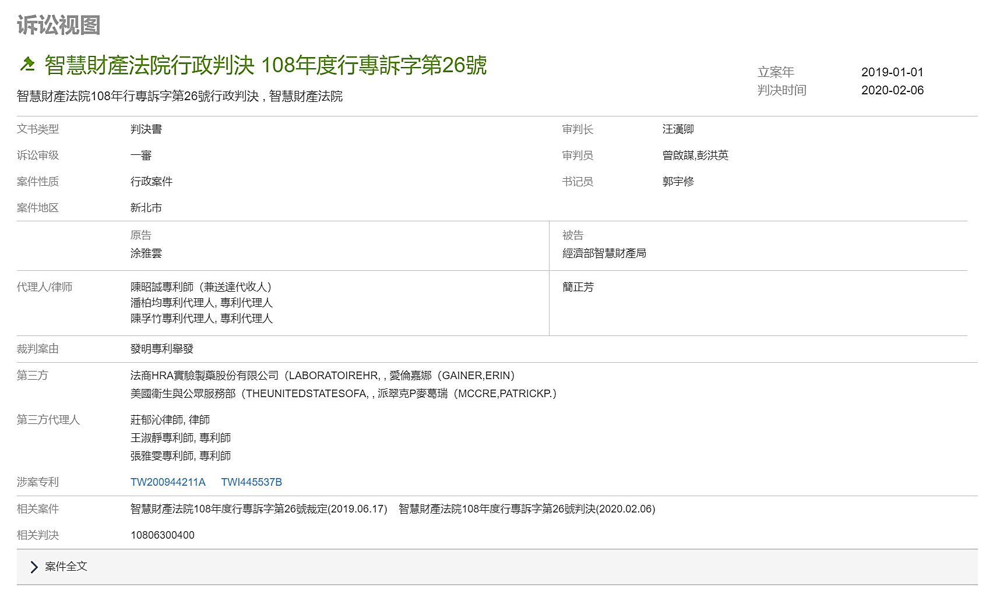 诉讼视图
智慧財產法院行政判決 108年度行專訴字第26號
智慧財產法院108年行專訴字第26號行政判決 , 智慧財產法院
立案年 2019-01-01
判决时间 2020-02-06
文书类型 判決書 审判长 汪漢卿
诉讼审级 一審 审判员 曾啟謀,彭洪英
案件性质 行政案件 书记员 郭宇修
案件地区 新北市
原告 被告
涂雅雲 經濟部智慧財產局
代理人/律师 陳昭誠專利師（兼送達代收人） 簡正芳
潘柏均專利代理人, 專利代理人
陳孚竹專利代理人, 專利代理人
裁判案由 發明專利舉發
第三方 法商HRA實驗製藥股份有限公司（LABORATOIREHR, , 愛倫嘉娜（GAINER,ERIN）
美國衛生與公眾服務部（THEUNITEDSTATESOFA, , 派翠克P麥葛瑞（MCCRE,PATRICKP.）
第三方代理人 莊郁沁律師, 律師
王淑靜專利師, 專利師
張雅雯專利師, 專利師
涉案专利 TW200944211A TWI445537B
相关案件 智慧財產法院108年度行專訴字第26號裁定(2019.06.17) 智慧財產法院108年度行專訴字第26號判決(2020.02.06)
相关判决 10806300400
案件全文